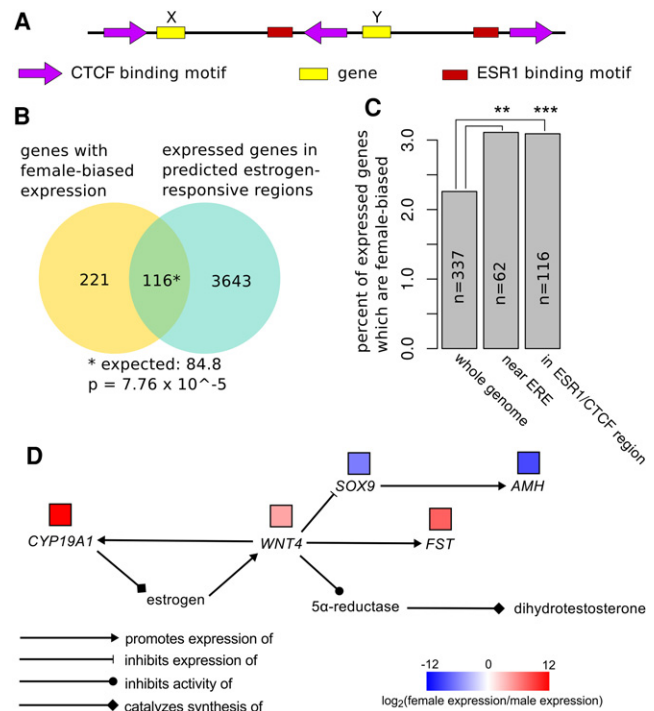 A
X
Y
CTCF binding motif
gene
ESR1 binding motif
B
genes with
female-biased
expression
expressed genes in
predicted estrogen-
responsive regions
221
116*
3643
* expected: 84.8
p = 7.76 x 10^-5
C
percent of expressed genes
which are female-biased
3.0
2.0
1.0
0.0
**
***
n=337
n=62
n=116
whole genome
near ERE
in ESR1/CTCF region
D
SOX9
AMH
CYP19A1
WNT4
FST
estrogen
5α-reductase
dihydrotestosterone
promotes expression of
inhibits expression of
inhibits activity of
catalyzes synthesis of
-12
0
12
log2(female expression/male expression)